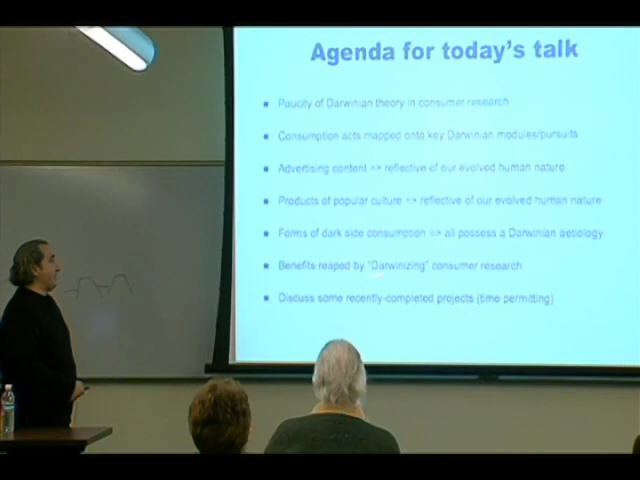 Agenda for today's talk
Paucity of Darwinian theory in consumer research
Consumption acts mapped onto key Darwinian modules/pursuits
Advertising content => reflective of our evolved human nature
Products of popular culture => reflective of our evolved human nature
Forms of dark side consumption => all possess a Darwinian aetiology
Benefits reaped by "Darwinizing" consumer research
Discuss some recently-completed projects (time permitting)